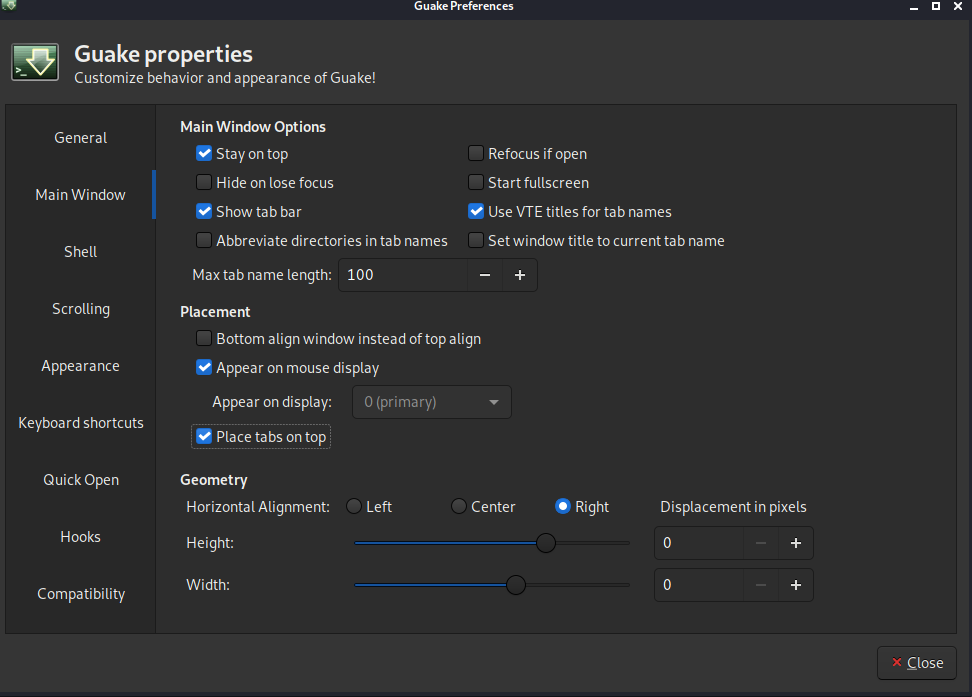 Guake Preferences
Guake properties
Customize behavior and appearance of Guake!
General
Main Window
Shell
Scrolling
Appearance
Keyboard shortcuts
Quick Open
Hooks
Compatibility
Main Window Options
Stay on top
Refocus if open
Hide on lose focus
Start fullscreen
Show tab bar
Use VTE titles for tab names
Abbreviate directories in tab names
Set window title to current tab name
Max tab name length: 100
Placement
Bottom align window instead of top align
Appear on mouse display
Appear on display: 0 (primary)
Place tabs on top
Geometry
Horizontal Alignment: Left Center Right Displacement in pixels
Height: 0
Width: 0
Close